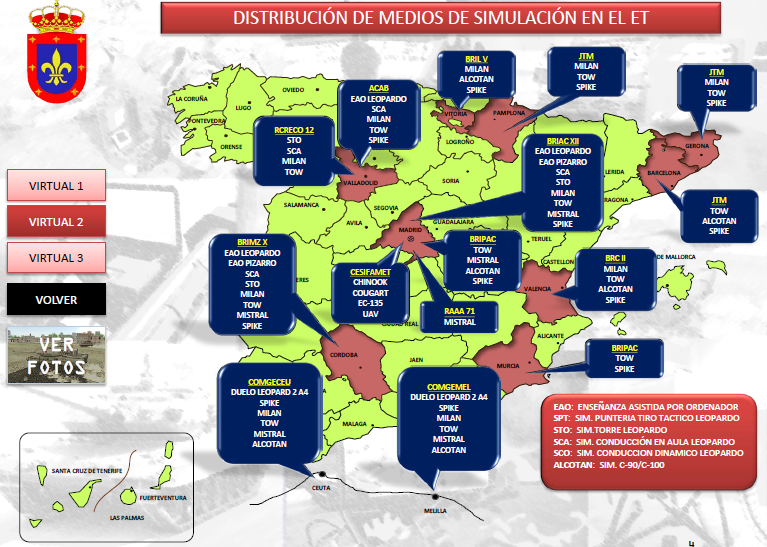 DISTRIBUCIÓN DE MEDIOS DE SIMULACIÓN EN EL ET
VIRTUAL 1
VIRTUAL 2
VIRTUAL 3
VOLVER
VER
FOTOS
ACAB
EAO LEOPARDO
SCA
MILAN
TOW
SPIKE
BRIL V
MILAN
ALCOTAN
SPIKE
JTM
MILAN
TOW
SPIKE
JTM
MILAN
TOW
SPIKE
RCRECO 12
STO
SCA
MILAN
TOW
BRIAC XII
EAO LEOPARDO
EAO PIZARRO
SCA
STO
MILAN
TOW
MISTRAL
SPIKE
JTM
TOW
ALCOTAN
SPIKE
BRIMZ X
EAO LEOPARDO
EAO PIZARRO
SCA
STO
MILAN
TOW
MISTRAL
SPIKE
CESIFAMET
CHINOOK
COUGART
EC-135
UAV
BRIPAC
TOW
MISTRAL
ALCOTAN
SPIKE
RAAA 71
MISTRAL
BRC II
MILAN
TOW
ALCOTAN
SPIKE
BRIPAC
TOW
SPIKE
COMGECEU
DUELO LEOPARD 2 A4
SPIKE
MILAN
TOW
MISTRAL
ALCOTAN
COMGEMEL
DUELO LEOPARD 2 A4
SPIKE
MILAN
TOW
MISTRAL
ALCOTAN
LA CORUÑA
LUGO
OVIEDO
PONTEVEDRA
ORENSE
VITORIA
PAMPLONA
LOGROÑO
GERONA
LERIDA
BARCELONA
RAGONA
VALLADOLID
SORIA
SALAMANCA
SEGOVIA
AVILA
MADRID
GUADALAJARA
TERUEL
CASTELLON
DE MALLORCA
ERES
VALENCIA
CIUDAD REAL
ALICANTE
CORDOBA
JAEN
MURCIA
MALAGA
CEUTA
MELILLA
SANTA CRUZ DE TENERIFE
FUERTEVENTURA
LAS PALMAS
EAO: ENSEÑANZA ASISTIDA POR ORDENADOR
SPT: SIM. PUNTERIA TIRO TACTICO LEOPARDO
STO: SIM.TORRE LEOPARDO
SCA: SIM. CONDUCCIÓN EN AULA LEOPARDO
SCO: SIM. CONDUCCION DINAMICO LEOPARDO
ALCOTAN: SIM. C-90/C-100
4